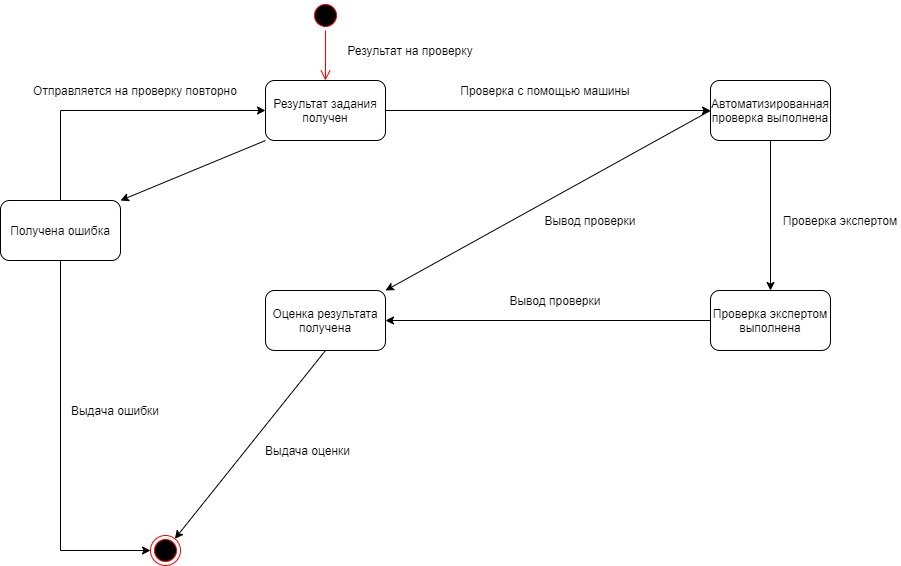 Результат на проверку
Отправляется на проверку повторно
Результат задания
получен
Проверка с помощью машины
Автоматизированная
проверка выполнена
Получена ошибка
Вывод проверки
Проверка экспертом
Оценка результата
получена
Вывод проверки
Проверка экспертом
выполнена
Выдача ошибки
Выдача оценки